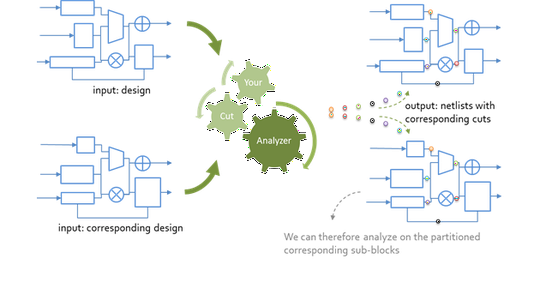 input: design
Your
Cut
Analyzer
output: netlists with
corresponding cuts
input: corresponding design
We can therefore analyze on the partitioned
corresponding sub-blocks